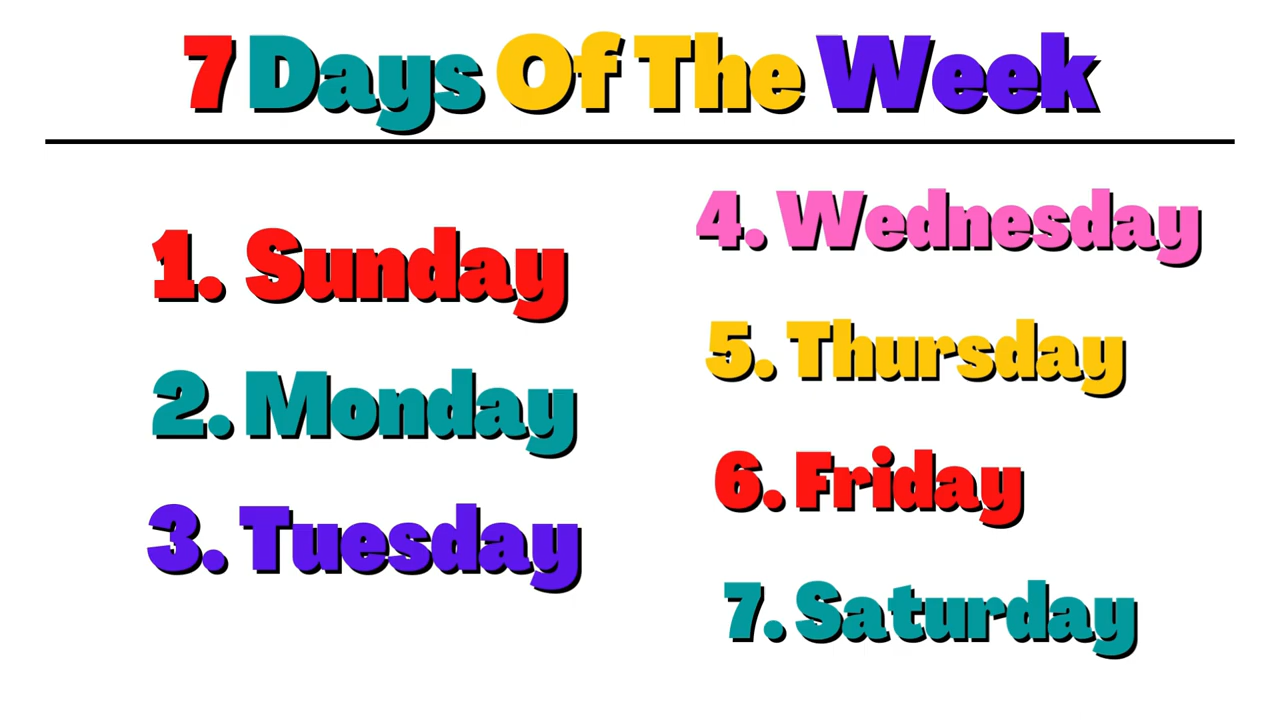 7 Days Of The Week
1. Sunday
2. Monday
3. Tuesday
4. Wednesday
5. Thursday
6. Friday
7. Saturday